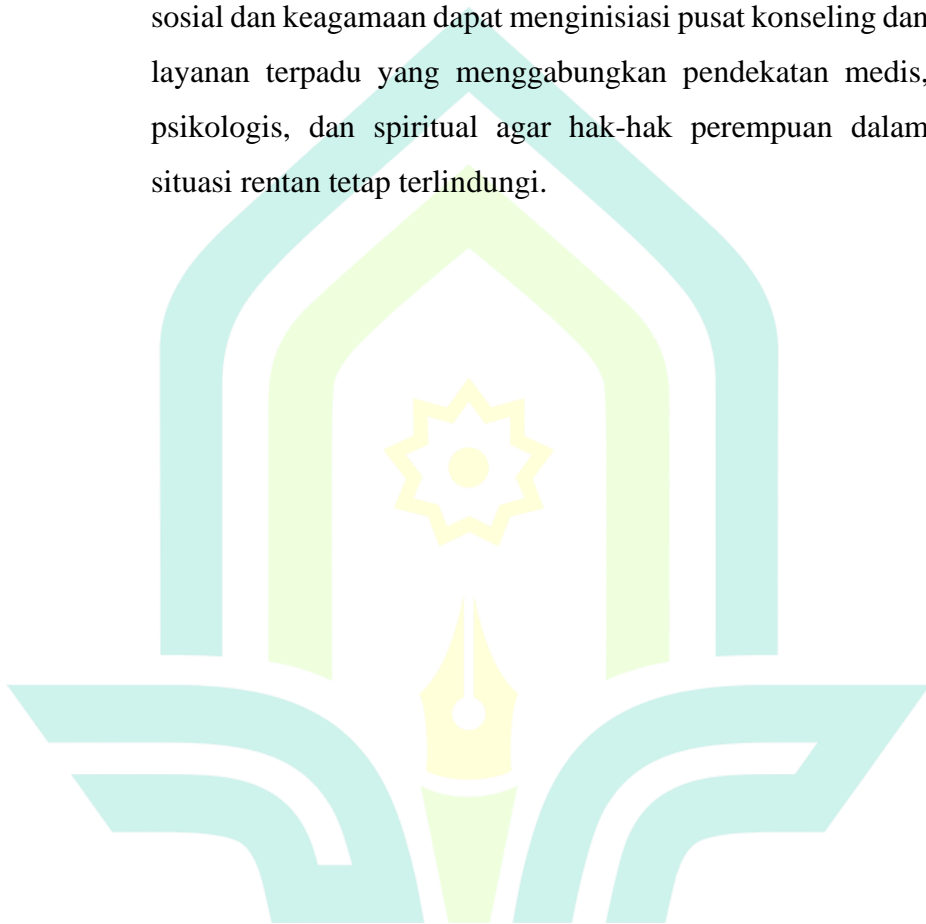 sosial dan keagamaan dapat menginisiasi pusat konseling dan
layanan terpadu yang menggabungkan pendekatan medis,
psikologis, dan spiritual agar hak-hak perempuan dalam
situasi rentan tetap terlindungi.